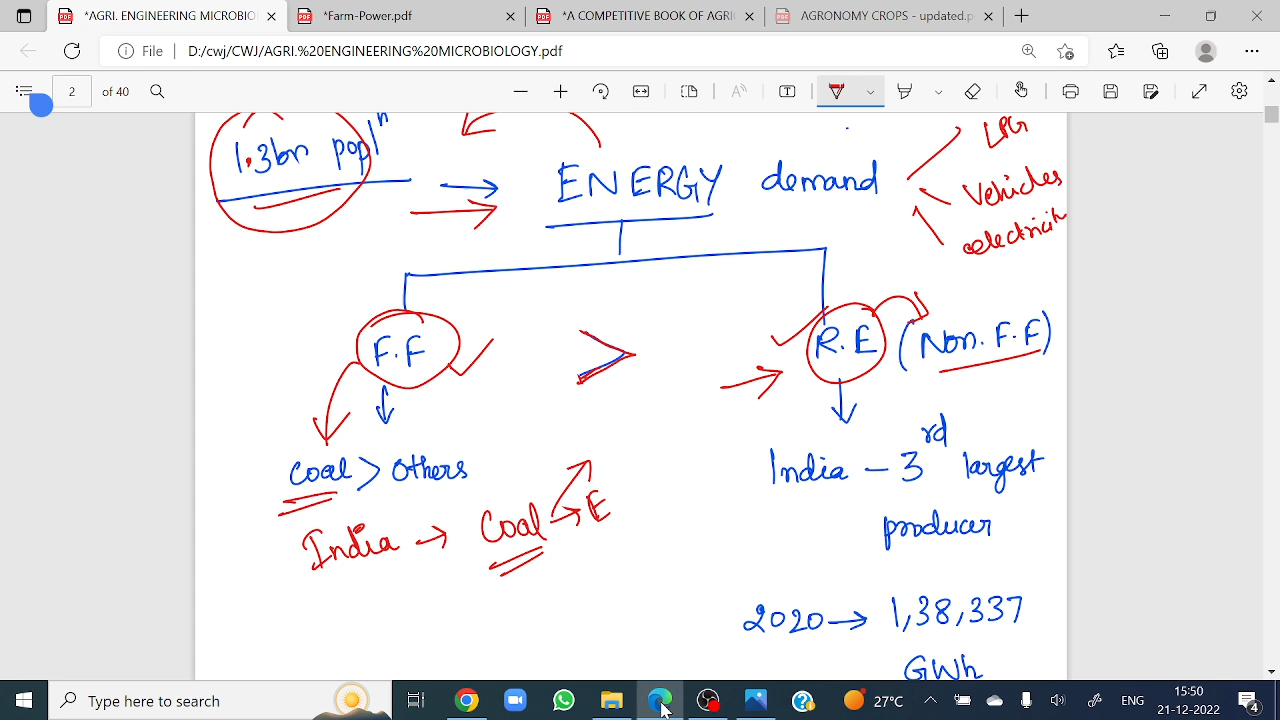 *AGRI. ENGINEERING MICROBIO
*Farm-Power.pdf
*A COMPETITIVE BOOK OF AGRI
AGRONOMY CROPS - updated.p
File
D:/cwj/CWJ/AGRI.%20ENGINEERING%20MICROBIOLOGY.pdf
2
of 40
1.3bn popln
ENERGY demand
LPG
Vehicles
electricity
F.F
>
R.E (Non. F.F)
Coal > Others
India - 3rd largest
producer
India → Coal → E
2020 → 1,38,337
GWh
Type here to search
27°C
ENG
15:50
21-12-2022
4